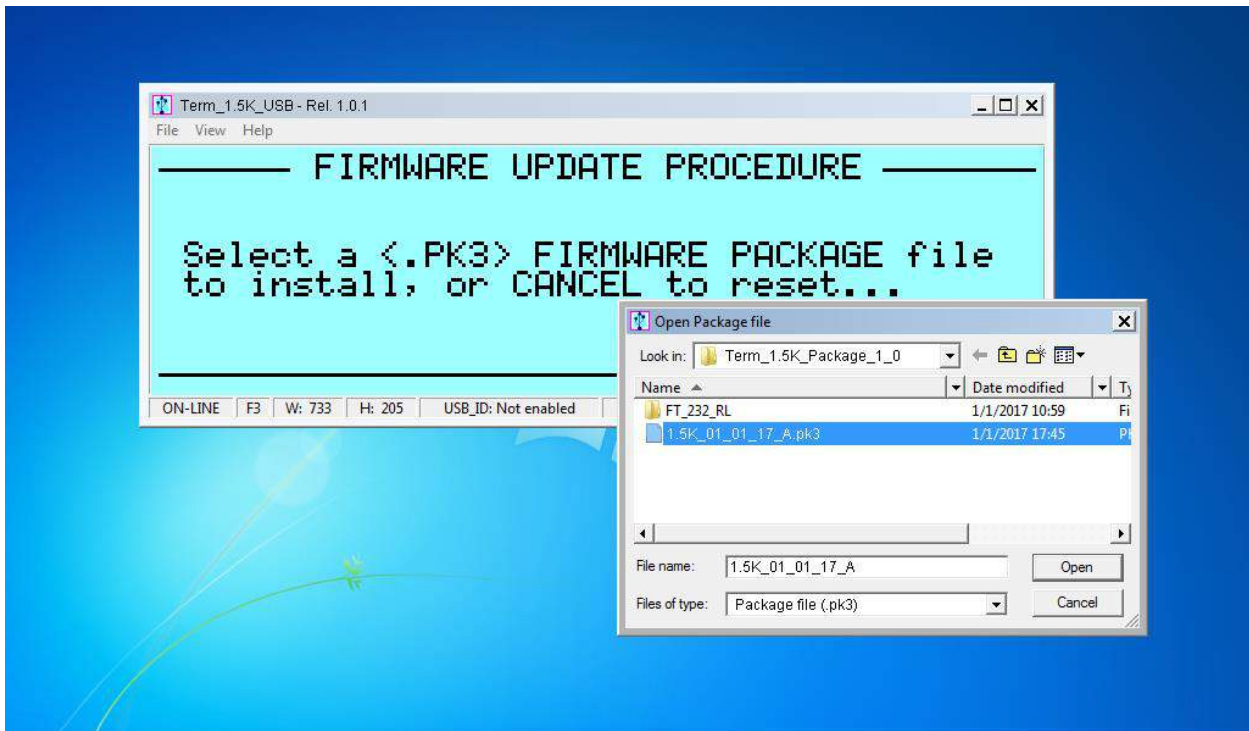 Term_1.5K_USB - Rel. 1.0.1
File View Help
FIRMWARE UPDATE PROCEDURE
Select a <.PK3> FIRMWARE PACKAGE file
to install, or CANCEL to reset...
ON-LINE F3 W: 733 H: 205 USB_ID: Not enabled
Open Package file
Look in: Term_1.5K_Package_1_0
Name Date modified Ty
FT_232_RL 1/1/2017 10:59 Fi
1.5K_01_01_17_A.pk3 1/1/2017 17:45 PK
File name: 1.5K_01_01_17_A Open
Files of type: Package file (.pk3) Cancel